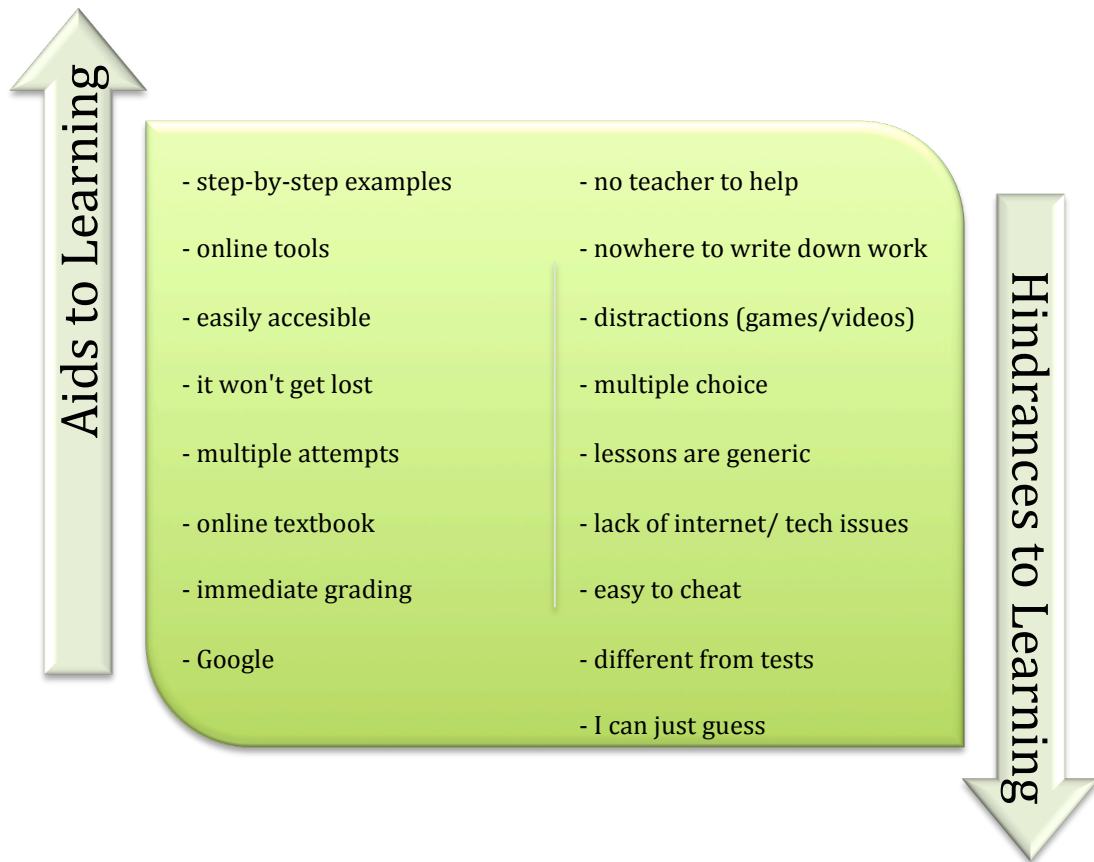 Aids to Learning
- step-by-step examples
- online tools
- easily accesible
- it won't get lost
- multiple attempts
- online textbook
- immediate grading
- Google
- no teacher to help
- nowhere to write down work
- distractions (games/videos)
- multiple choice
- lessons are generic
- lack of internet/ tech issues
- easy to cheat
- different from tests
- I can just guess
Hindrances to Learning